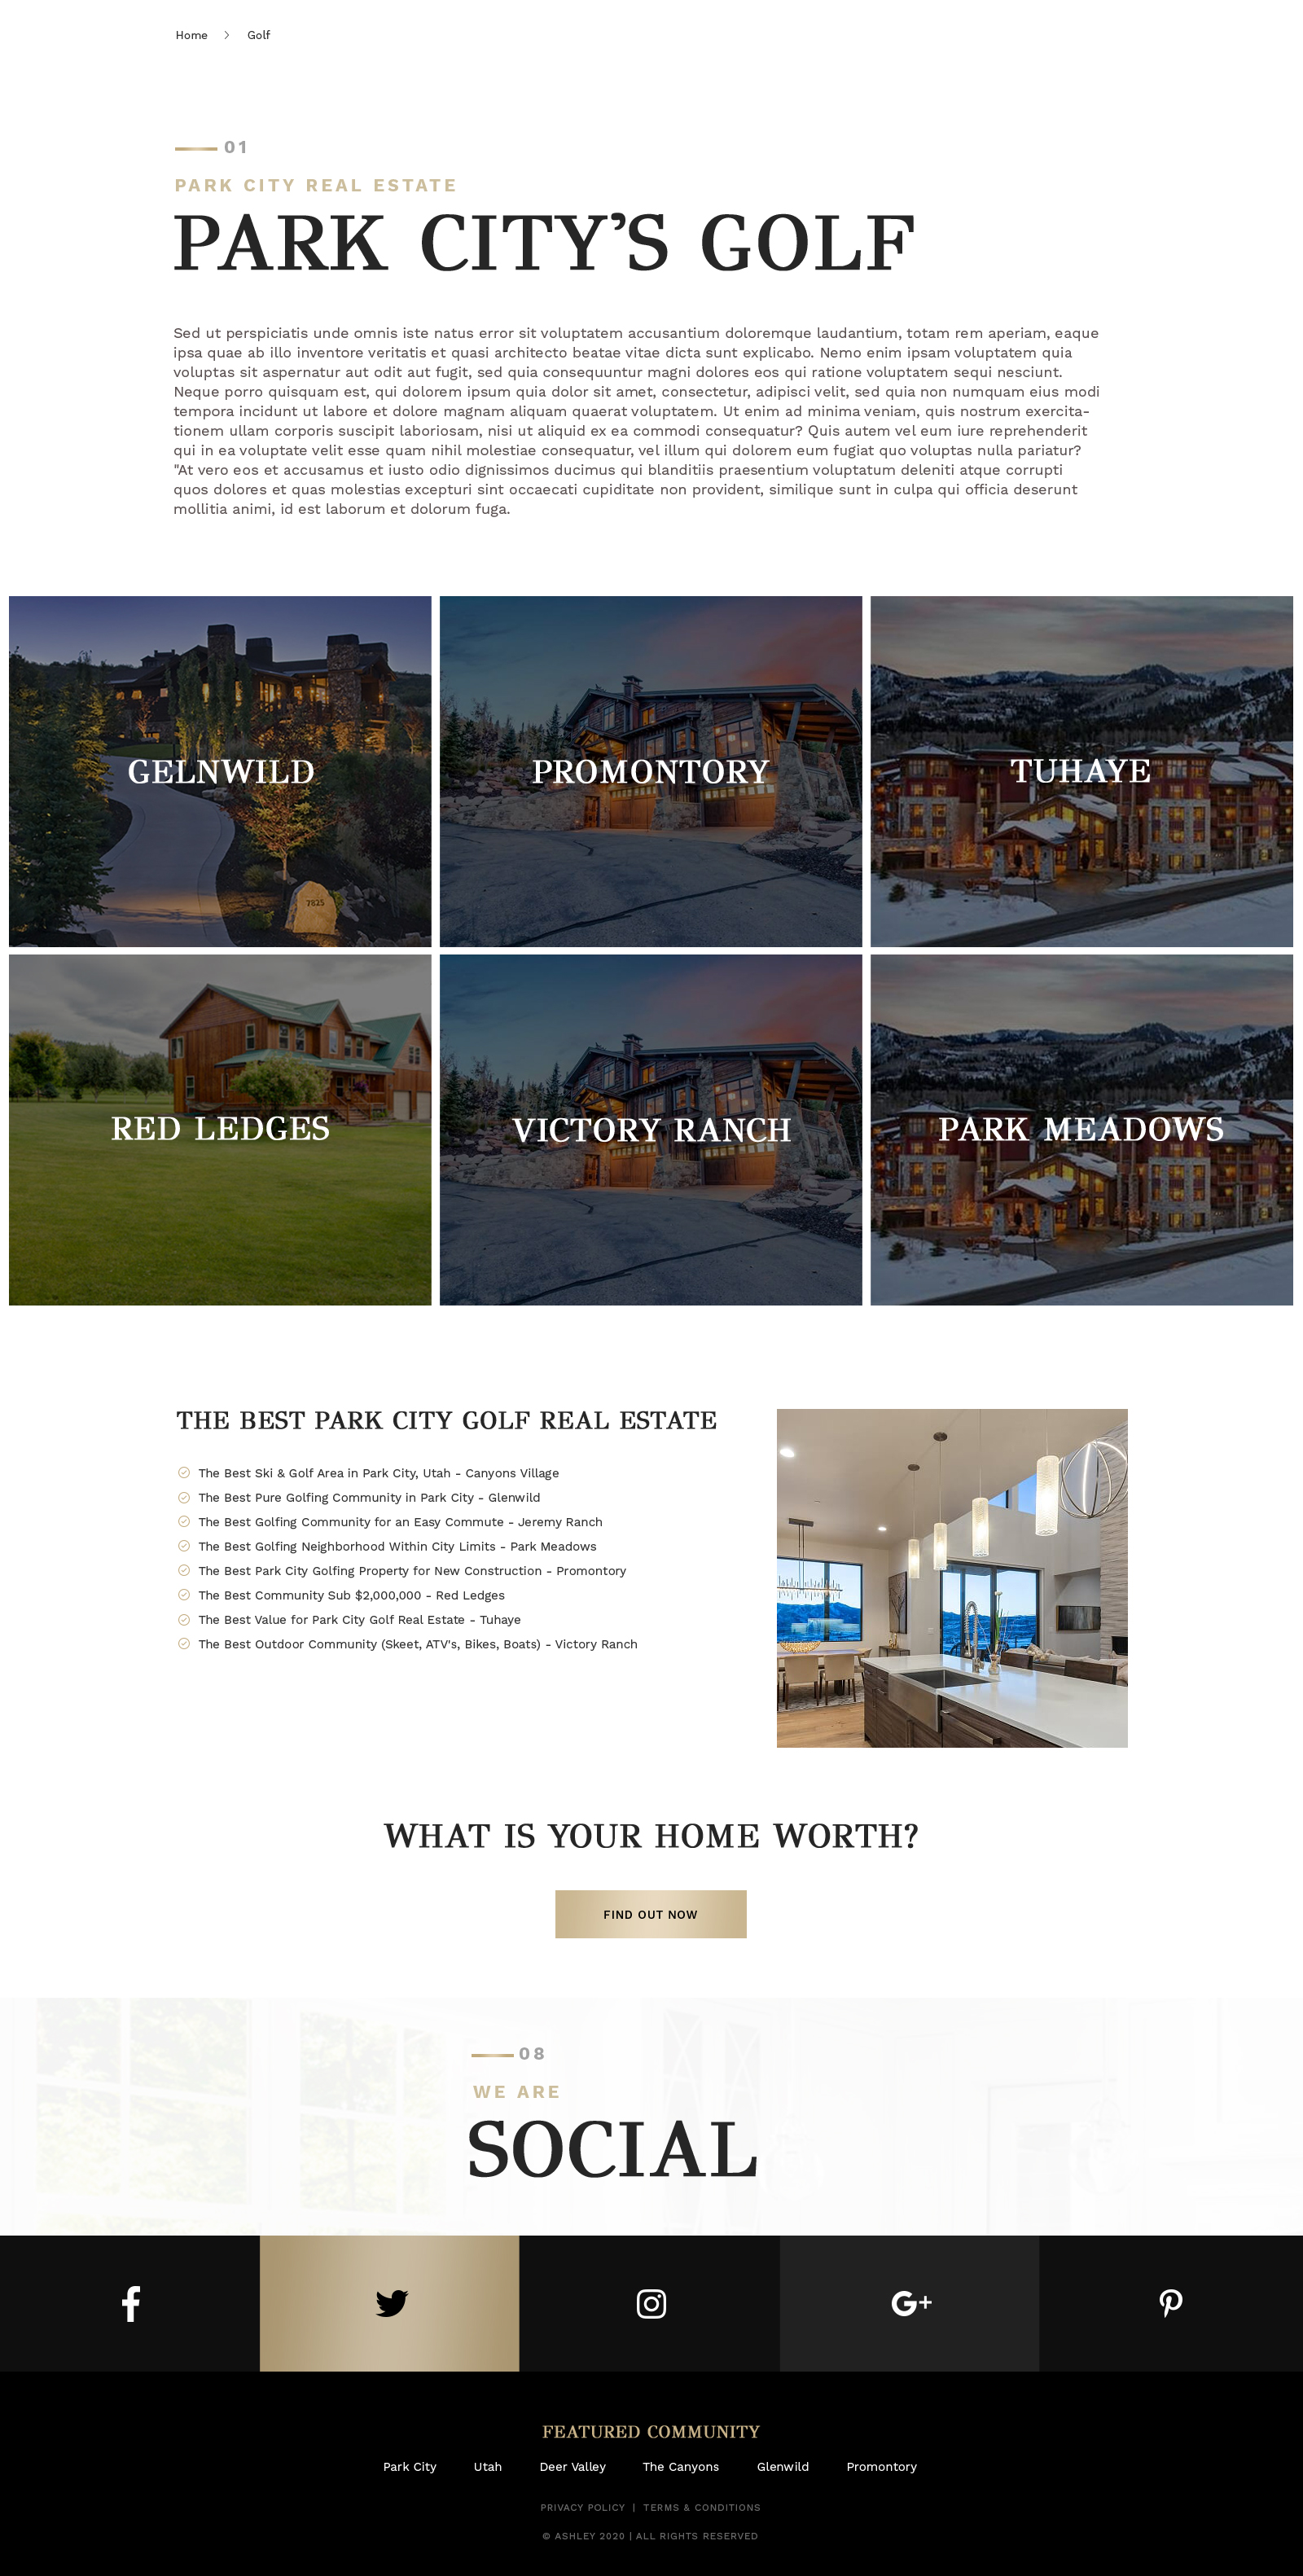 Home > Golf
01
PARK CITY REAL ESTATE
PARK CITY’S GOLF
Sed ut perspiciatis unde omnis iste natus error sit voluptatem accusantium doloremque laudantium, totam rem aperiam, eaque
ipsa quae ab illo inventore veritatis et quasi architecto beatae vitae dicta sunt explicabo. Nemo enim ipsam voluptatem quia
voluptas sit aspernatur aut odit aut fugit, sed quia consequuntur magni dolores eos qui ratione voluptatem sequi nesciunt.
Neque porro quisquam est, qui dolorem ipsum quia dolor sit amet, consectetur, adipisci velit, sed quia non numquam eius modi
tempora incidunt ut labore et dolore magnam aliquam quaerat voluptatem. Ut enim ad minima veniam, quis nostrum exercita-
tionem ullam corporis suscipit laboriosam, nisi ut aliquid ex ea commodi consequatur? Quis autem vel eum iure reprehenderit
qui in ea voluptate velit esse quam nihil molestiae consequatur, vel illum qui dolorem eum fugiat quo voluptas nulla pariatur?
"At vero eos et accusamus et iusto odio dignissimos ducimus qui blanditiis praesentium voluptatum deleniti atque corrupti
quos dolores et quas molestias excepturi sint occaecati cupiditate non provident, similique sunt in culpa qui officia deserunt
mollitia animi, id est laborum et dolorum fuga.
GELNWILD
7825
PROMONTORY
TUHAYE
RED LEDGES
VICTORY RANCH
PARK MEADOWS
THE BEST PARK CITY GOLF REAL ESTATE
The Best Ski & Golf Area in Park City, Utah - Canyons Village
The Best Pure Golfing Community in Park City - Glenwild
The Best Golfing Community for an Easy Commute - Jeremy Ranch
The Best Golfing Neighborhood Within City Limits - Park Meadows
The Best Park City Golfing Property for New Construction - Promontory
The Best Community Sub $2,000,000 - Red Ledges
The Best Value for Park City Golf Real Estate - Tuhaye
The Best Outdoor Community (Skeet, ATV's, Bikes, Boats) - Victory Ranch
WHAT IS YOUR HOME WORTH?
FIND OUT NOW
08
WE ARE
SOCIAL
G+
FEATURED COMMUNITY
Park City Utah Deer Valley The Canyons Glenwild Promontory
PRIVACY POLICY | TERMS & CONDITIONS
© ASHLEY 2020 | ALL RIGHTS RESERVED